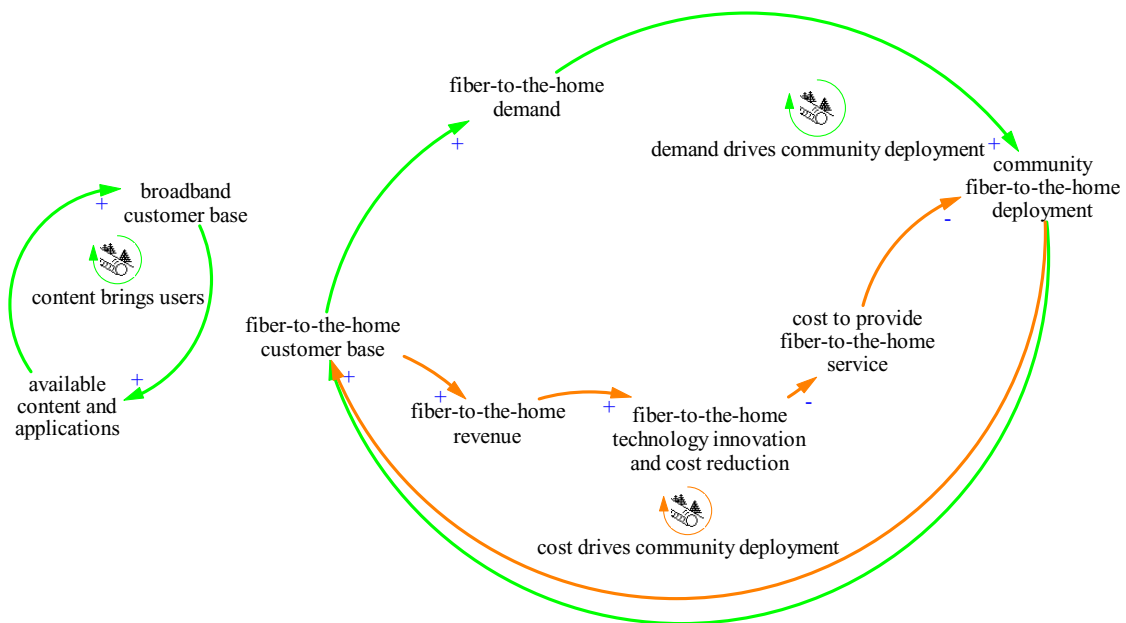 fiber-to-the-home
demand
+
demand drives community deployment
+
community
fiber-to-the-home
deployment
-
broadband
customer base
+
content brings users
+
available
content and
applications
fiber-to-the-home
customer base
+
+
fiber-to-the-home
revenue
+
fiber-to-the-home
technology innovation
and cost reduction
-
cost to provide
fiber-to-the-home
service
cost drives community deployment